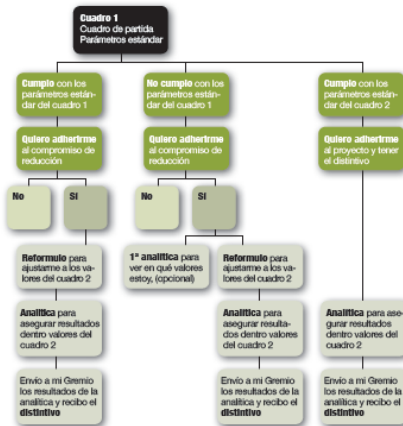 Cuadro 1
Cuadro de partida
Parámetros estándar
Cumplo con los
parámetros están-
dar del cuadro 1
No cumplo con los
parámetros están-
dar del cuadro 1
Cumplo con los
parámetros están-
dar del cuadro 2
Quiero adherirme
al compromiso de
reducción
Quiero adherirme
al compromiso de
reducción
Quiero adherirme
al proyecto y tener
el distintivo
No
Sí
No
Sí
Reformulo para
ajustarme a los va-
lores del cuadro 2
1ª analítica para
ver en qué valores
estoy, (opcional)
Reformulo para
ajustarme a los va-
lores del cuadro 2
Analítica para
asegurar resultados
dentro valores del
cuadro 2
Analítica para
asegurar resulta-
dos dentro valores
del cuadro 2
Analítica para ase-
gurar resultados
dentro valores del
cuadro 2
Envío a mi Gremio
los resultados de la
analítica y recibo el
distintivo
Envío a mi Gremio
los resultados de la
analítica y recibo el
distintivo
Envío a mi Gremio
los resultados de la
analítica y recibo el
distintivo